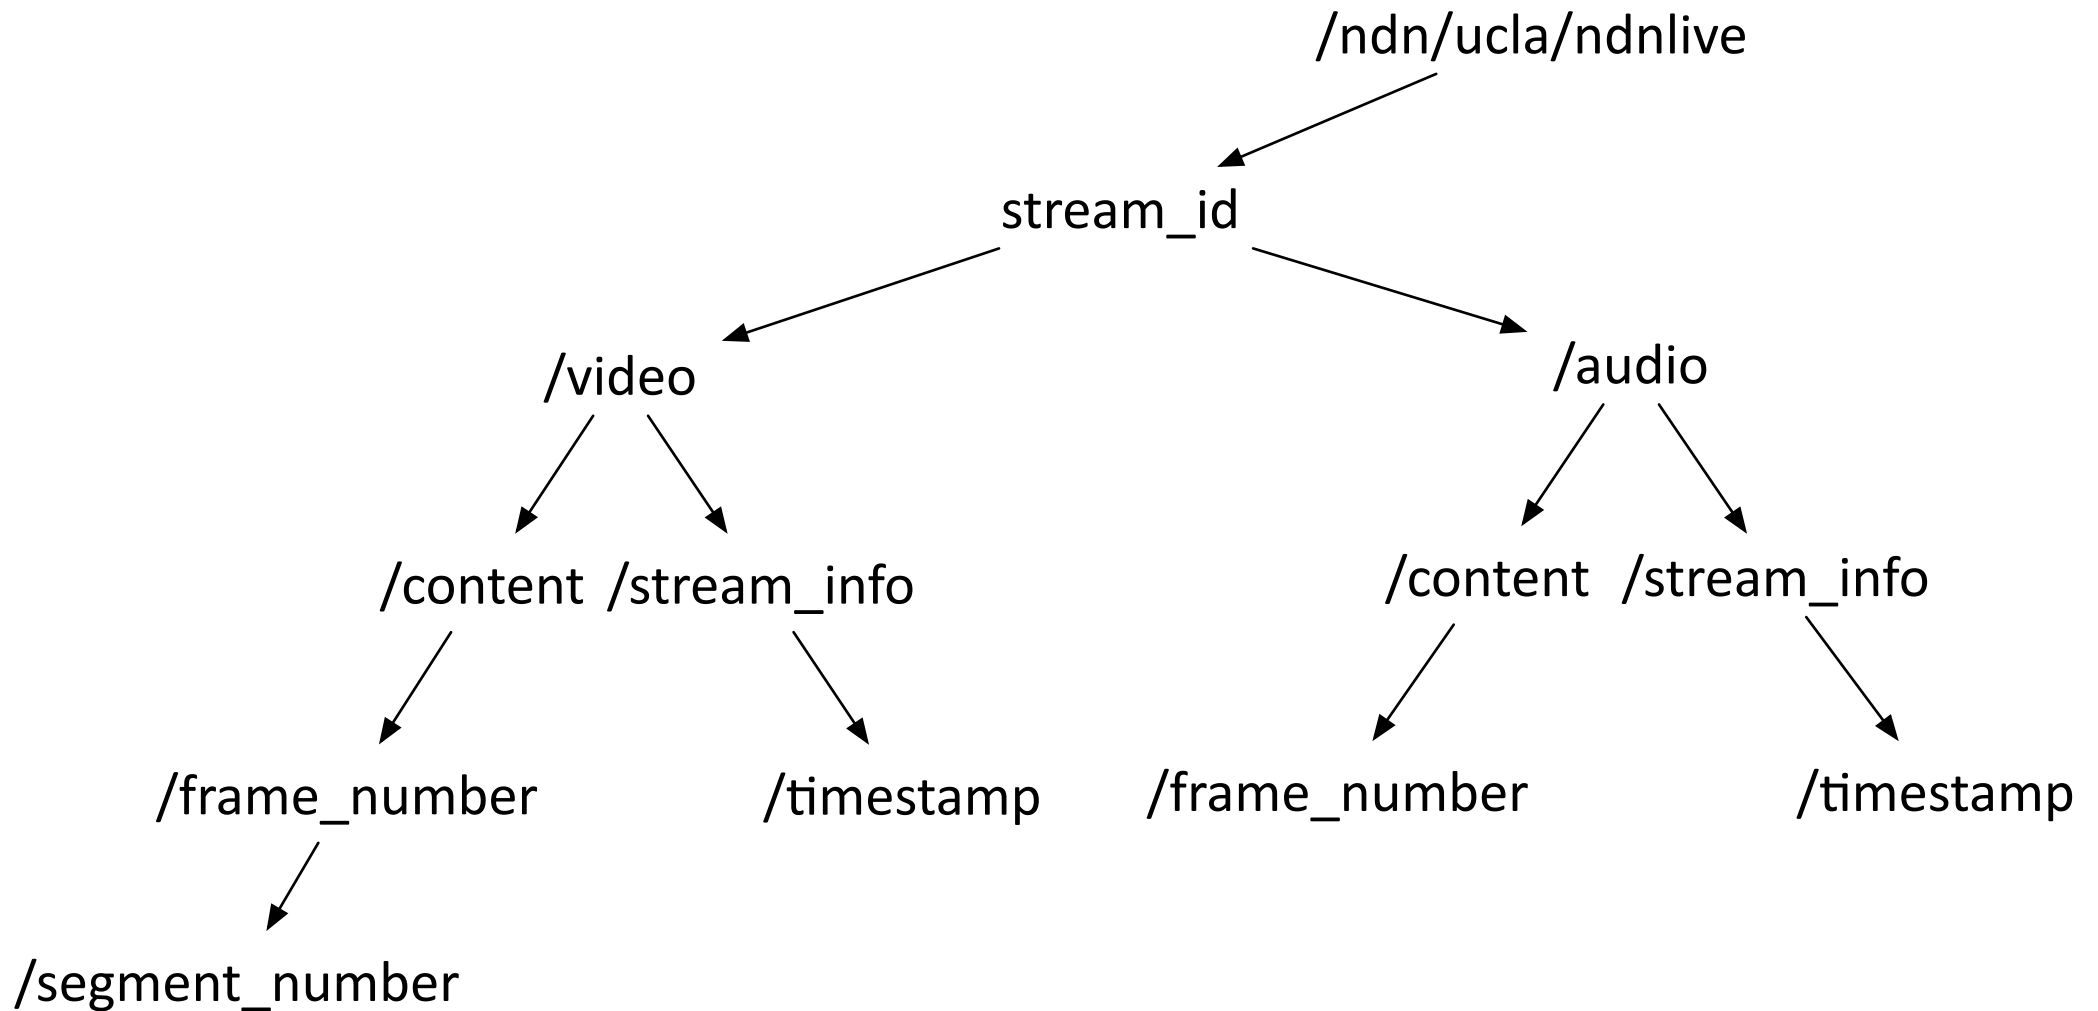 /ndn/ucla/ndnlive
stream_id
/video
/audio
/content
/stream_info
/content
/stream_info
/frame_number
/timestamp
/frame_number
/timestamp
/segment_number